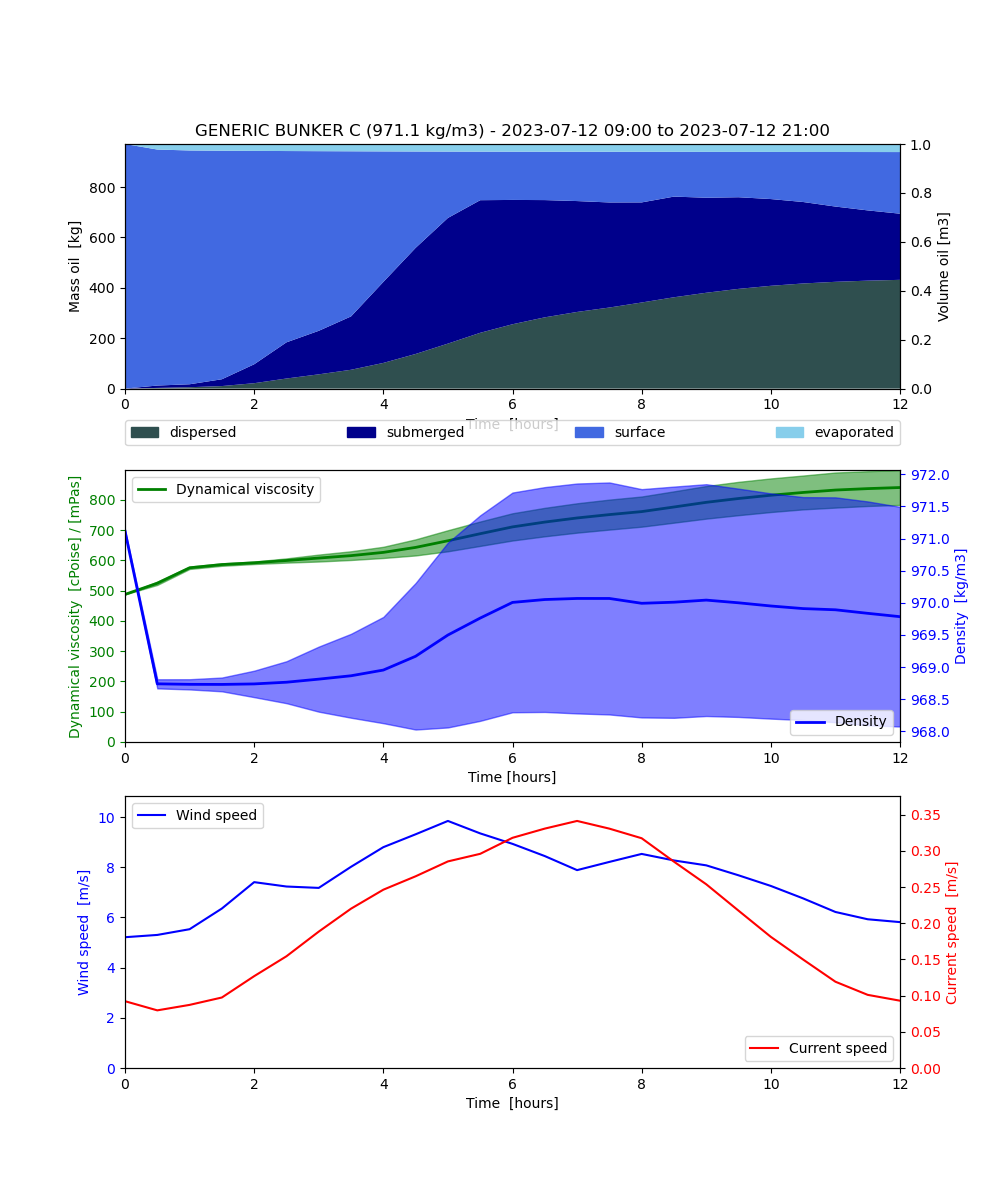 GENERIC BUNKER C (971.1 kg/m3) - 2023-07-12 09:00 to 2023-07-12 21:00
Mass oil [kg]
800
600
400
200
0
1.0
0.8
0.6
0.4
0.2
0.0
Volume oil [m3]
0 2 4 6 8 10 12
Time [hours]
dispersed submerged surface evaporated
Dynamical viscosity [cPoise] / [mPas]
800
700
600
500
400
300
200
100
0
Dynamical viscosity
972.0
971.5
971.0
970.5
970.0
969.5
969.0
968.5
968.0
Density [kg/m3]
Density
0 2 4 6 8 10 12
Time [hours]
Wind speed [m/s]
10
8
6
4
2
0
Wind speed
0.35
0.30
0.25
0.20
0.15
0.10
0.05
0.00
Current speed [m/s]
Current speed
0 2 4 6 8 10 12
Time [hours]